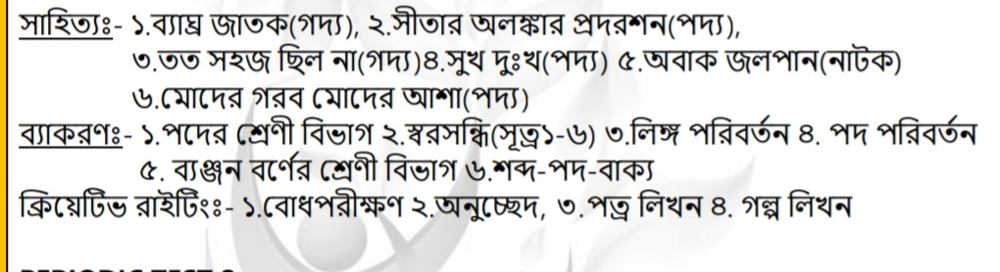 সাহিত্যঃ- ১.ব্যাঘ্র জাতক(গদ্য), ২.সীতার অলঙ্কার প্রদরশন(পদ্য),
৩.তত সহজ ছিল না(গদ্য)৪.সুখ দুঃখ(পদ্য) ৫.অবাক জলপান(নাটক)
৬.মোদের গরব মোদের আশা(পদ্য)
ব্যাকরণঃ- ১.পদের শ্রেণী বিভাগ ২.স্বরসন্ধি(সূত্র১-৬) ৩.লিঙ্গ পরিবর্তন ৪. পদ পরিবর্তন
৫. ব্যঞ্জন বর্ণের শ্রেণী বিভাগ ৬.শব্দ-পদ-বাক্য
ক্রিয়েটিভ রাইটিংঃ- ১.বোধপরীক্ষণ ২.অনুচ্ছেদ, ৩.পত্র লিখন ৪. গল্প লিখন